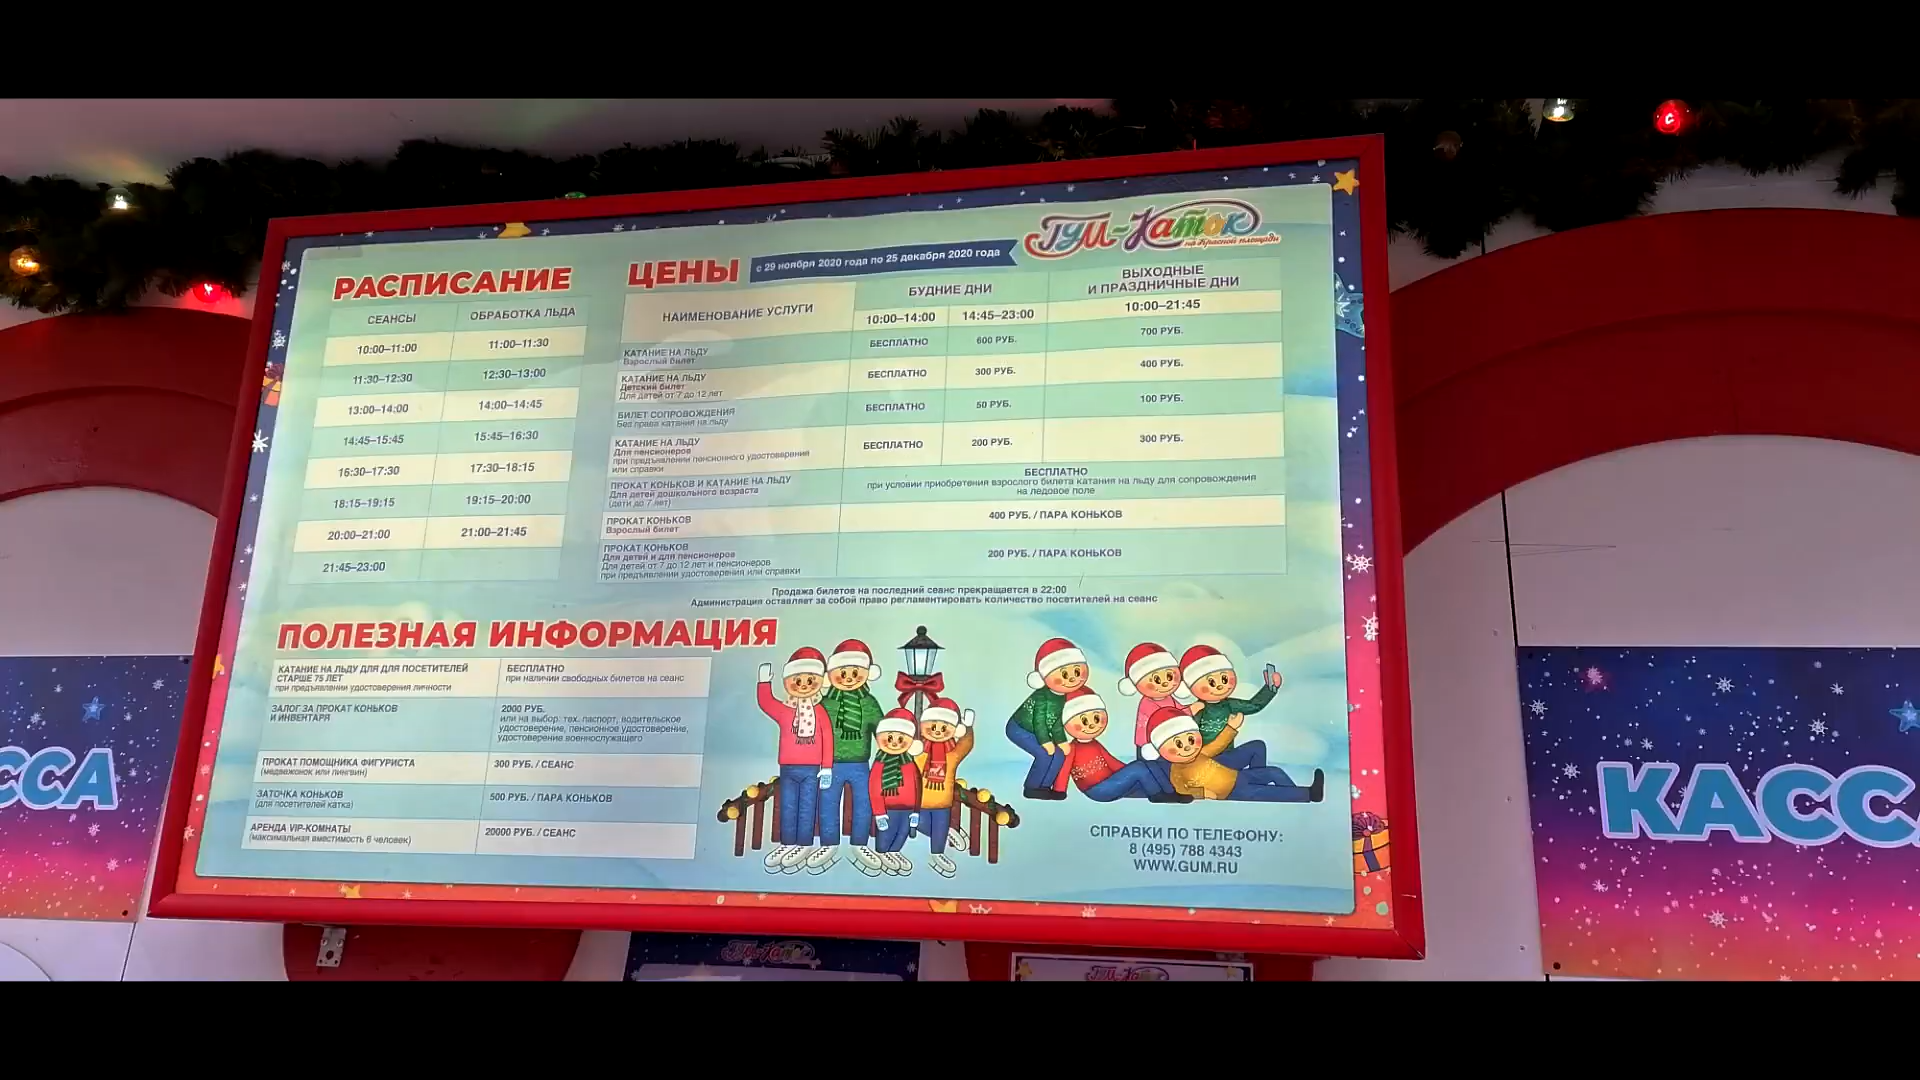 ГУМ-Каток
на Красной площади
РАСПИСАНИЕ
СЕАНСЫ ОБРАБОТКА ЛЬДА
10:00–11:00 11:00–11:30
11:30–12:30 12:30–13:00
13:00–14:00 14:00–14:45
14:45–15:45 15:45–16:30
16:30–17:30 17:30–18:15
18:15–19:15 19:15–20:00
20:00–21:00 21:00–21:45
21:45–23:00
ЦЕНЫ с 29 ноября 2020 года по 25 декабря 2020 года
НАИМЕНОВАНИЕ УСЛУГИ
БУДНИЕ ДНИ
ВЫХОДНЫЕ
И ПРАЗДНИЧНЫЕ ДНИ
10:00–14:00 14:45–23:00 10:00–21:45
КАТАНИЕ НА ЛЬДУ
Взрослый билет
БЕСПЛАТНО 600 РУБ. 700 РУБ.
КАТАНИЕ НА ЛЬДУ
Детский билет
Для детей от 7 до 12 лет
БЕСПЛАТНО 300 РУБ. 400 РУБ.
БИЛЕТ СОПРОВОЖДЕНИЯ
Без права катания на льду
БЕСПЛАТНО 50 РУБ. 100 РУБ.
КАТАНИЕ НА ЛЬДУ
Для пенсионеров
при предъявлении пенсионного удостоверения
или справки
БЕСПЛАТНО 200 РУБ. 300 РУБ.
ПРОКАТ КОНЬКОВ И КАТАНИЕ НА ЛЬДУ
Для детей дошкольного возраста
(дети до 7 лет)
БЕСПЛАТНО
при условии приобретения взрослого билета катания на льду для сопровождения
на ледовое поле
ПРОКАТ КОНЬКОВ
Взрослый билет
400 РУБ. / ПАРА КОНЬКОВ
ПРОКАТ КОНЬКОВ
Для детей и для пенсионеров
Для детей от 7 до 12 лет и пенсионеров
при предъявлении удостоверения или справки
200 РУБ. / ПАРА КОНЬКОВ
Продажа билетов на последний сеанс прекращается в 22:00
Администрация оставляет за собой право регламентировать количество посетителей на сеанс
ПОЛЕЗНАЯ ИНФОРМАЦИЯ
КАТАНИЕ НА ЛЬДУ ДЛЯ ДЛЯ ПОСЕТИТЕЛЕЙ
СТАРШЕ 75 ЛЕТ
при предъявлении удостоверения личности
БЕСПЛАТНО
при наличии свободных билетов на сеанс
ЗАЛОГ ЗА ПРОКАТ КОНЬКОВ
И ИНВЕНТАРЯ
2000 РУБ.
или на выбор: тех. паспорт, водительское
удостоверение, пенсионное удостоверение,
удостоверение военнослужащего
ПРОКАТ ПОМОЩНИКА ФИГУРИСТА
(медвежонок или пингвин)
300 РУБ. / СЕАНС
ЗАТОЧКА КОНЬКОВ
(для посетителей катка)
500 РУБ. / ПАРА КОНЬКОВ
АРЕНДА VIP-КОМНАТЫ
(максимальная вместимость 6 человек)
20000 РУБ. / СЕАНС
СПРАВКИ ПО ТЕЛЕФОНУ:
8 (495) 788 4343
WWW.GUM.RU
ССА
КАСС
ГУМ-Каток
ГУМ-Каток